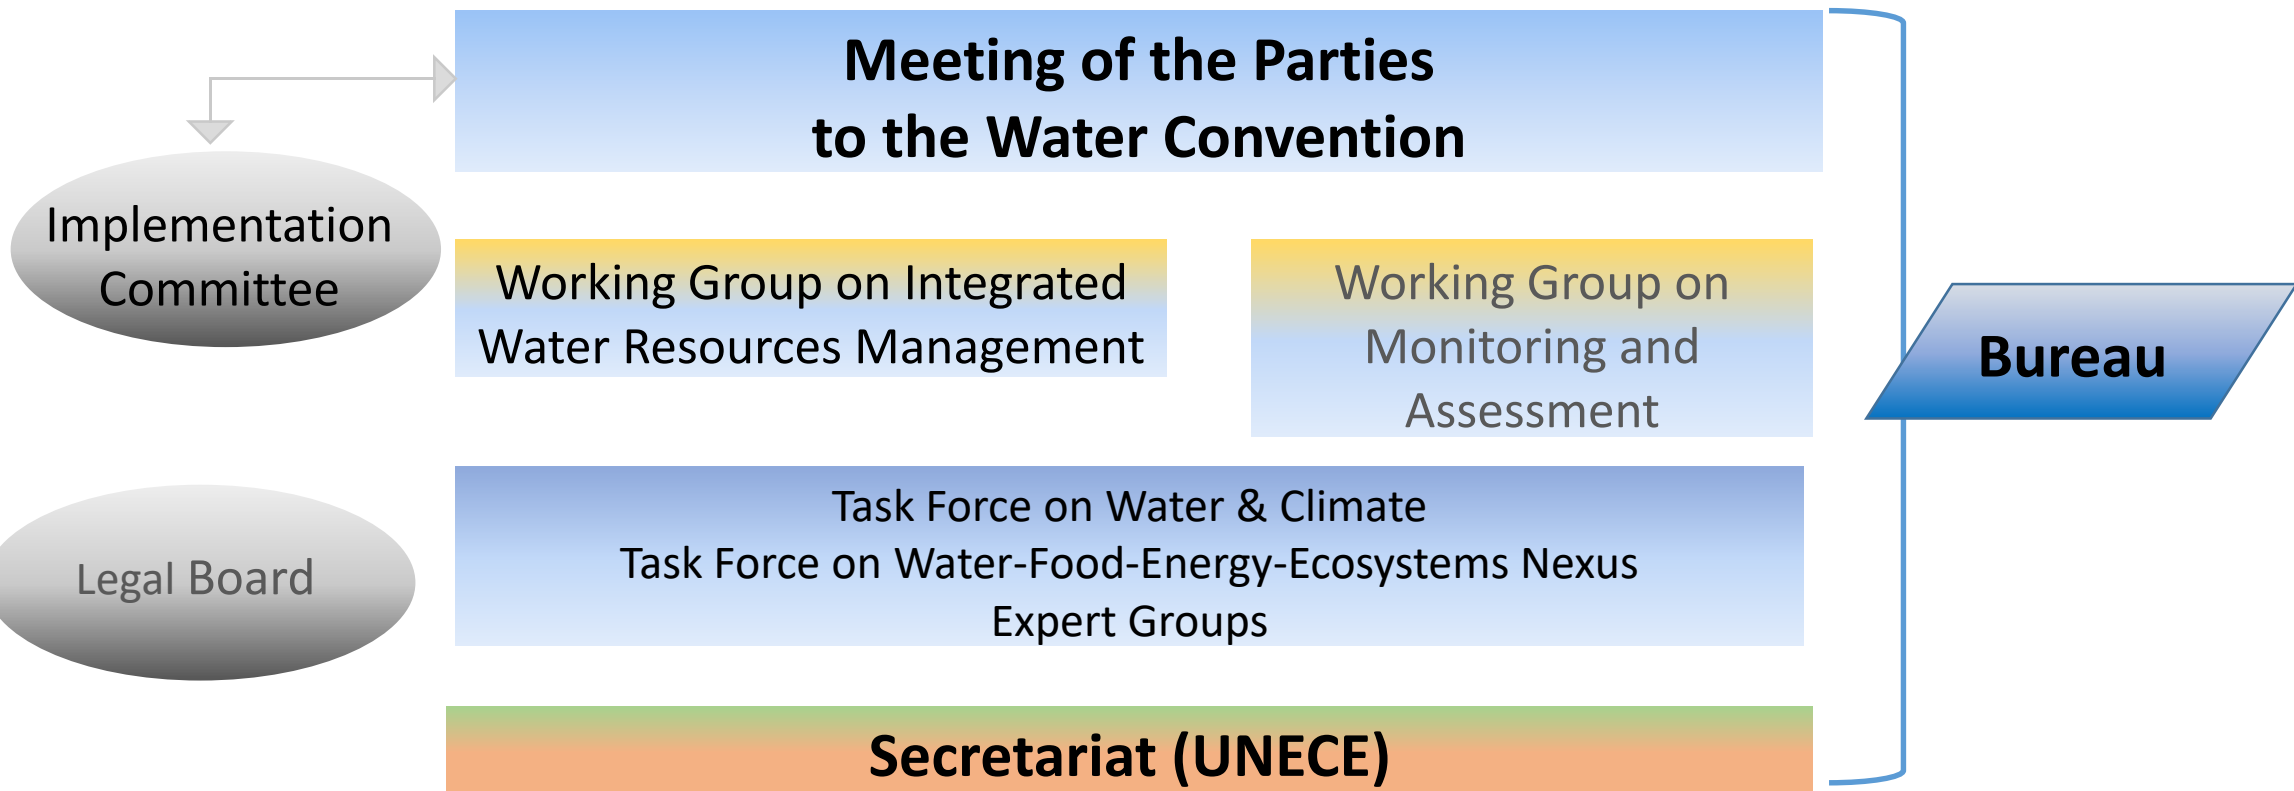 Meeting of the Parties
to the Water Convention
Implementation
Committee
Working Group on Integrated
Water Resources Management
Working Group on
Monitoring and
Assessment
Bureau
Legal Board
Task Force on Water & Climate
Task Force on Water-Food-Energy-Ecosystems Nexus
Expert Groups
Secretariat (UNECE)